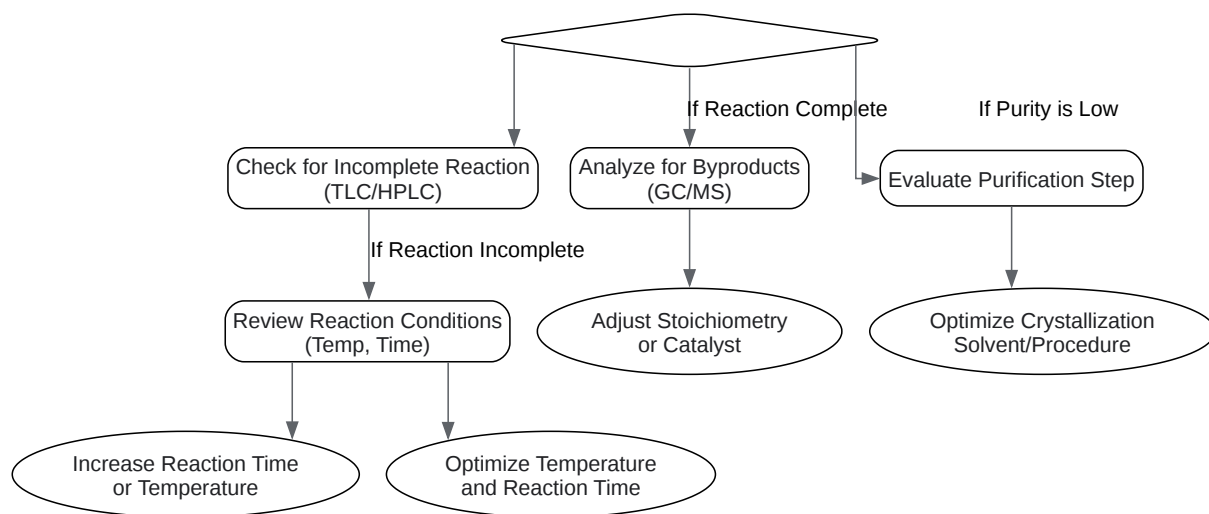 If Reaction Complete
If Purity is Low
Check for Incomplete Reaction
(TLC/HPLC)
Analyze for Byproducts
(GC/MS)
Evaluate Purification Step
If Reaction Incomplete
Review Reaction Conditions
(Temp, Time)
Adjust Stoichiometry
or Catalyst
Optimize Crystallization
Solvent/Procedure
Increase Reaction Time
or Temperature
Optimize Temperature
and Reaction Time